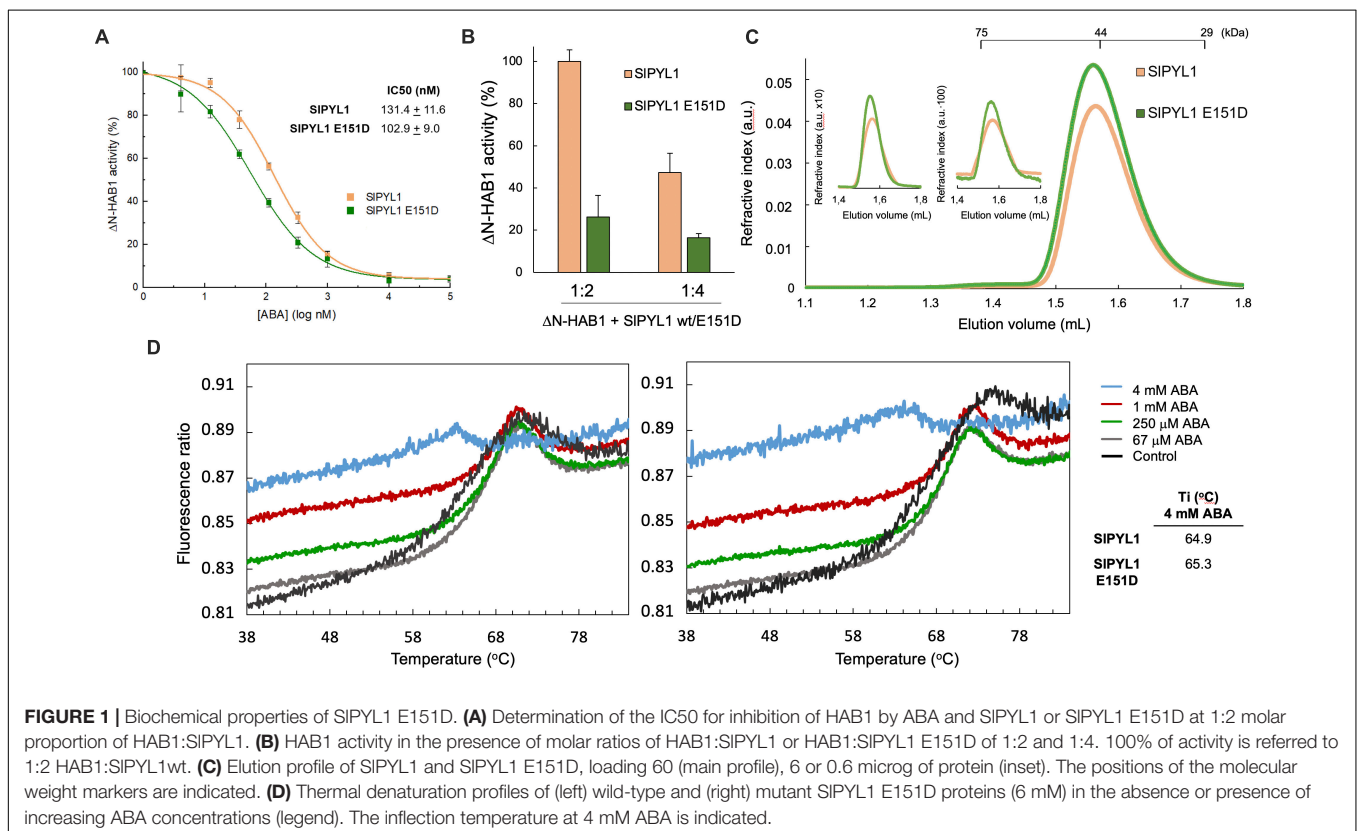 A
100
80
60
40
20
0
ΔN-HAB1 activity (%)
IC50 (nM)
SlPYL1 131.4 ± 11.6
SlPYL1 E151D 102.9 ± 9.0
SlPYL1
SlPYL1 E151D
0 1 2 3 4 5
[ABA] (log nM)
B
ΔN-HAB1 activity (%)
100
80
60
40
20
0
SlPYL1
SlPYL1 E151D
1:2 1:4
ΔN-HAB1 + SlPYL1 wt/E151D
C
75 44 29 (kDa)
Refractive index (a.u.)
0.05
0.04
0.03
0.02
0.01
0
SlPYL1
SlPYL1 E151D
Refractive index (a.u. x10)
1,4 1,6 1,8
Elution volume (mL)
Refractive index (a.u. ·100)
1.4 1,6 1,8
Elution volume (mL)
1.1 1.2 1.3 1.4 1.5 1.6 1.7 1.8
Elution volume (mL)
D
Fluorescence ratio
0.91
0.89
0.87
0.85
0.83
0.81
38 48 58 68 78
Temperature (ºC)
0.91
0.89
0.87
0.85
0.83
0.81
38 48 58 68 78
Temperature (ºC)
4 mM ABA
1 mM ABA
250 μM ABA
67 μM ABA
Control
Ti (ºC)
4 mM ABA
SlPYL1 64.9
SlPYL1 65.3
E151D
FIGURE 1 | Biochemical properties of SlPYL1 E151D. (A) Determination of the IC50 for inhibition of HAB1 by ABA and SlPYL1 or SlPYL1 E151D at 1:2 molar
proportion of HAB1:SlPYL1. (B) HAB1 activity in the presence of molar ratios of HAB1:SlPYL1 or HAB1:SlPYL1 E151D of 1:2 and 1:4. 100% of activity is referred to
1:2 HAB1:SlPYL1wt. (C) Elution profile of SlPYL1 and SlPYL1 E151D, loading 60 (main profile), 6 or 0.6 microg of protein (inset). The positions of the molecular
weight markers are indicated. (D) Thermal denaturation profiles of (left) wild-type and (right) mutant SlPYL1 E151D proteins (6 mM) in the absence or presence of
increasing ABA concentrations (legend). The inflection temperature at 4 mM ABA is indicated.